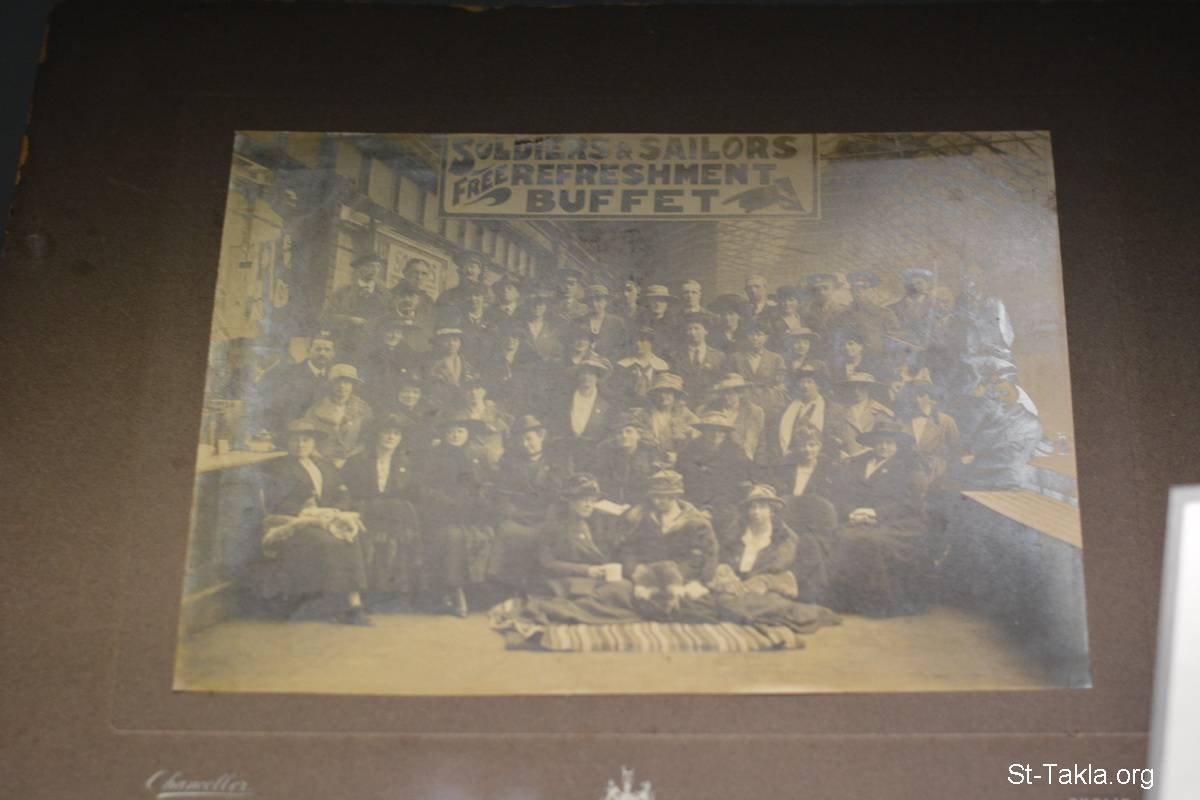 SOLDIERS & SAILORS
FREE REFRESHMENT
BUFFET
Chancellor
St-Takla.org